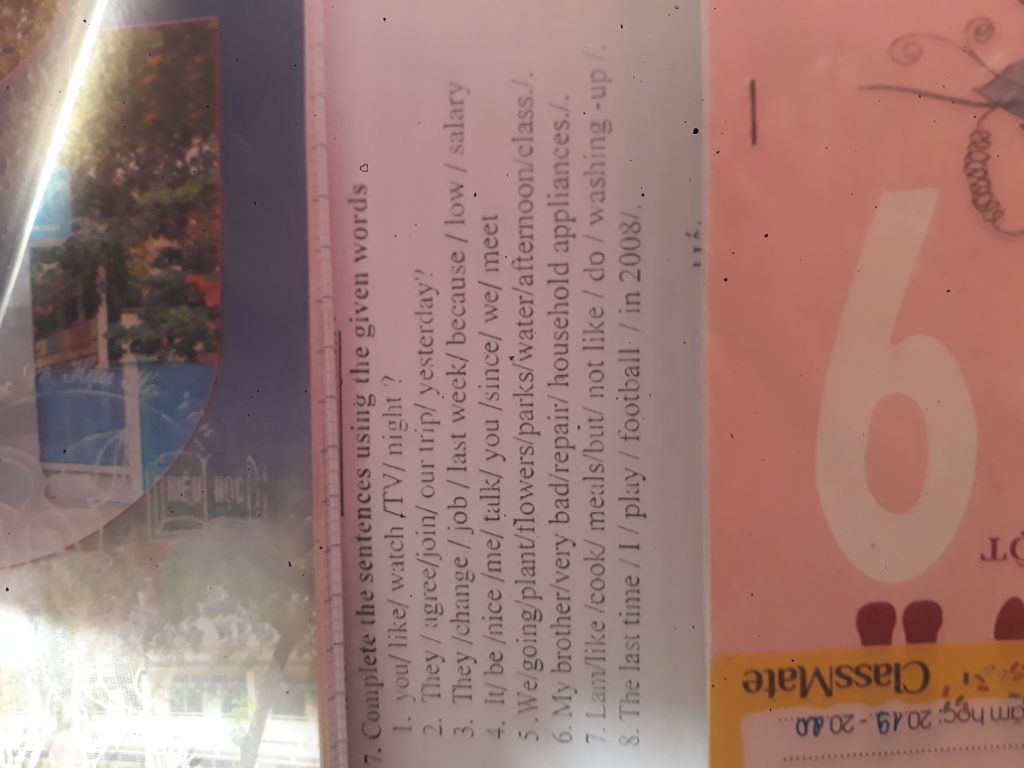 7. Complete the sentences using the given words
1. you/ like/ watch /TV/ night ?
2. They / agree/join/ our trip/ yesterday?
3. They /change / job / last week/ because / low / salary
4. It/ be /nice /me/ talk/ you /since/ we/ meet
5 .We/going/plant/flowers/parks/water/afternoon/class./.
6. My brother/very bad/repair/ household appliances./.
7. Lan/like /cook/ meals/but/ not like / do / washing -up /.
8. The last time / I / play / football / in 2008/.
6
ClassMate
học: 2019 - 2020